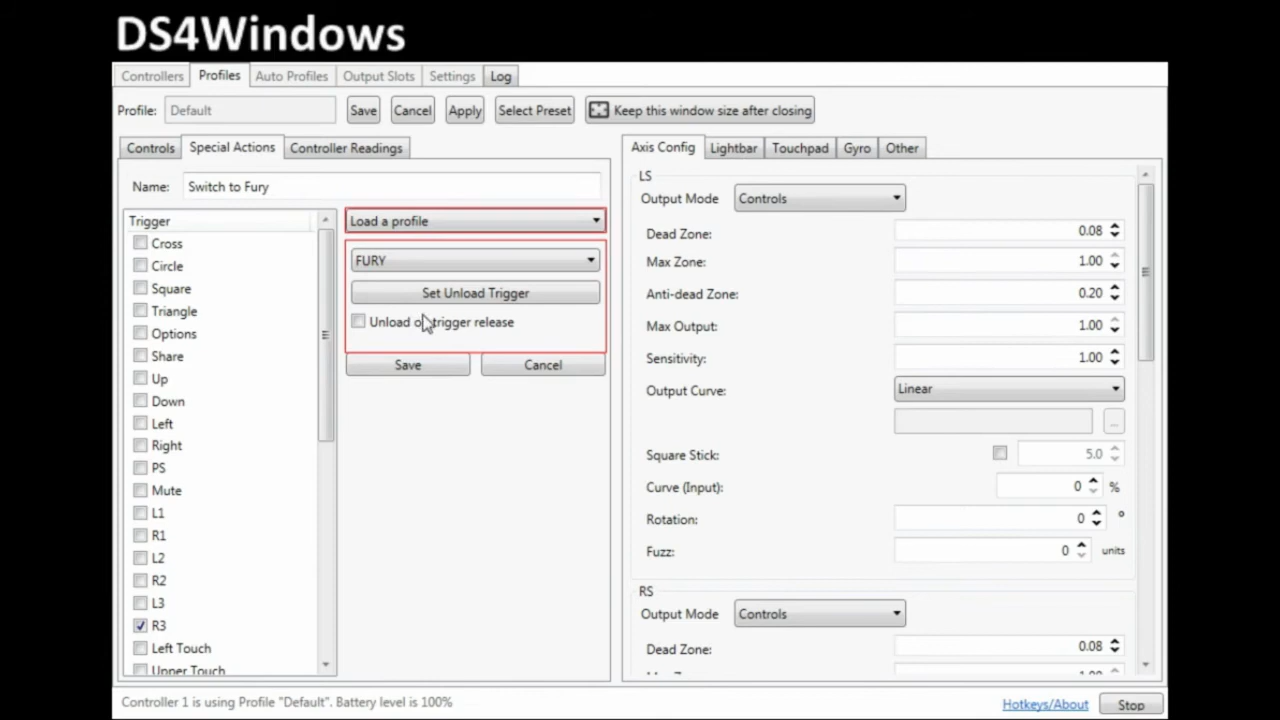 DS4Windows
Controllers Profiles Auto Profiles Output Slots Settings Log
Profile: Default Save Cancel Apply Select Preset Keep this window size after closing
Controls Special Actions Controller Readings
Name: Switch to Fury
Trigger
Cross
Circle
Square
Triangle
Options
Share
Up
Down
Left
Right
PS
Mute
L1
R1
L2
R2
L3
R3
Left Touch
Upper Touch
Load a profile
FURY
Set Unload Trigger
Unload on trigger release
Save Cancel
Axis Config Lightbar Touchpad Gyro Other
LS
Output Mode Controls
Dead Zone: 0.08
Max Zone: 1.00
Anti-dead Zone: 0.20
Max Output: 1.00
Sensitivity: 1.00
Output Curve: Linear
...
Square Stick: 5.0
Curve (Input): 0 %
Rotation: 0 °
Fuzz: 0 units
RS
Output Mode Controls
Dead Zone: 0.08
Controller 1 is using Profile "Default". Battery level is 100%
Hotkeys/About Stop